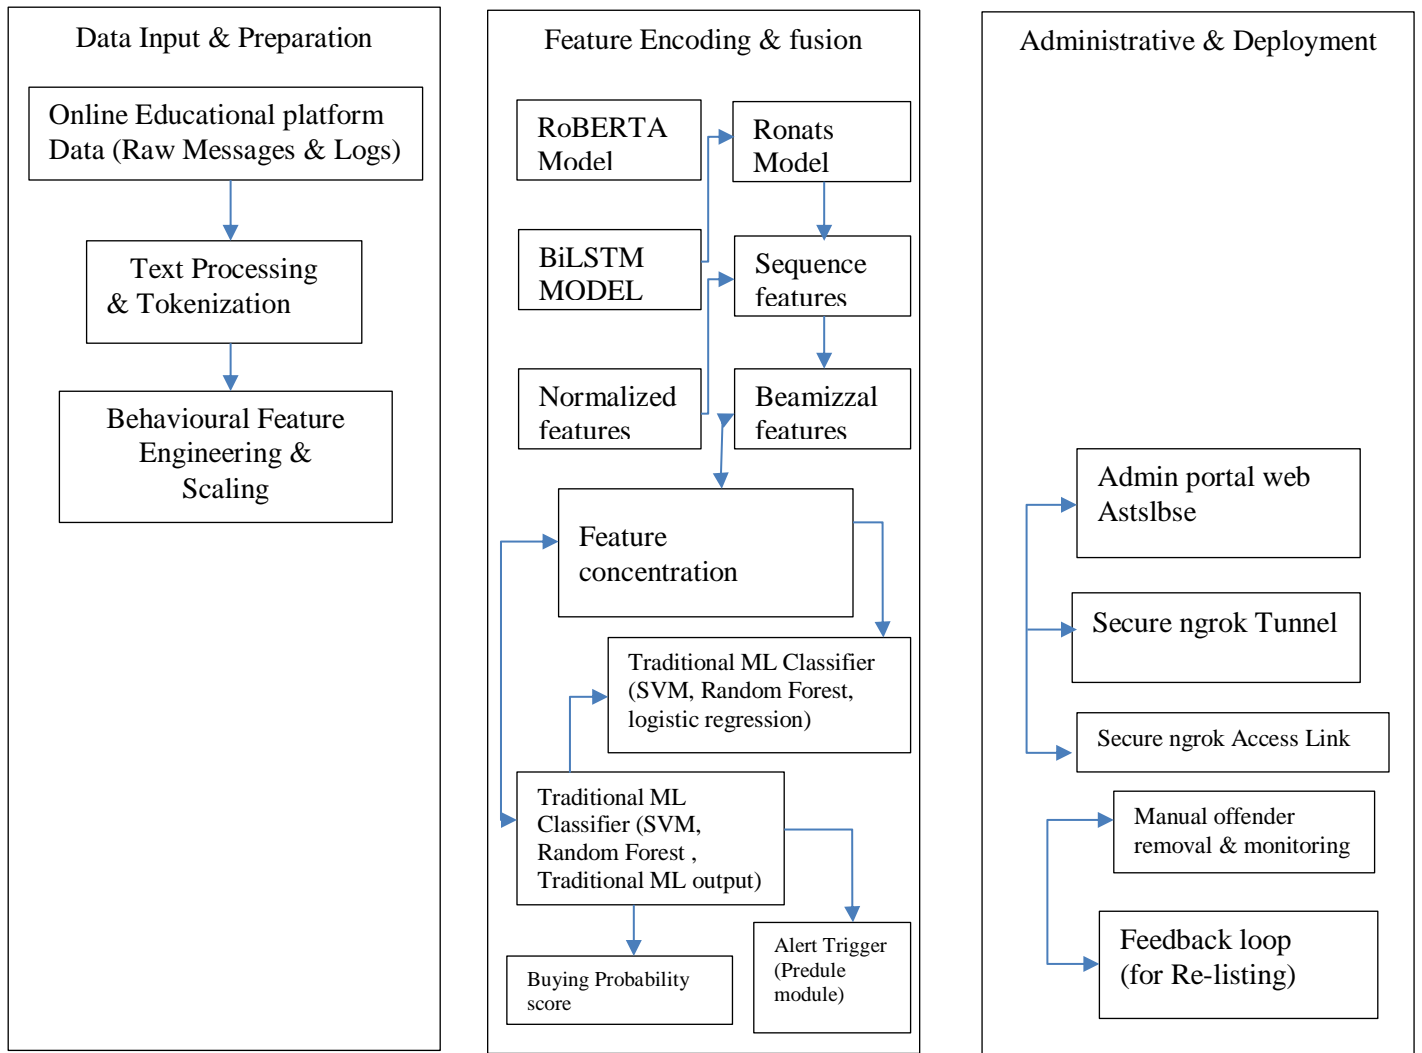 Data Input & Preparation
Online Educational platform
Data (Raw Messages & Logs)
Text Processing
& Tokenization
Behavioural Feature
Engineering &
Scaling
Feature Encoding & fusion
RoBERTA
Model
Ronats
Model
BiLSTM
MODEL
Sequence
features
Normalized
features
Beamizzal
features
Feature
concentration
Traditional ML Classifier
(SVM, Random Forest,
logistic regression)
Traditional ML
Classifier (SVM,
Random Forest ,
Traditional ML output)
Buying Probability
score
Alert Trigger
(Predule
module)
Administrative & Deployment
Admin portal web
Astslbse
Secure ngrok Tunnel
Secure ngrok Access Link
Manual offender
removal & monitoring
Feedback loop
(for Re-listing)